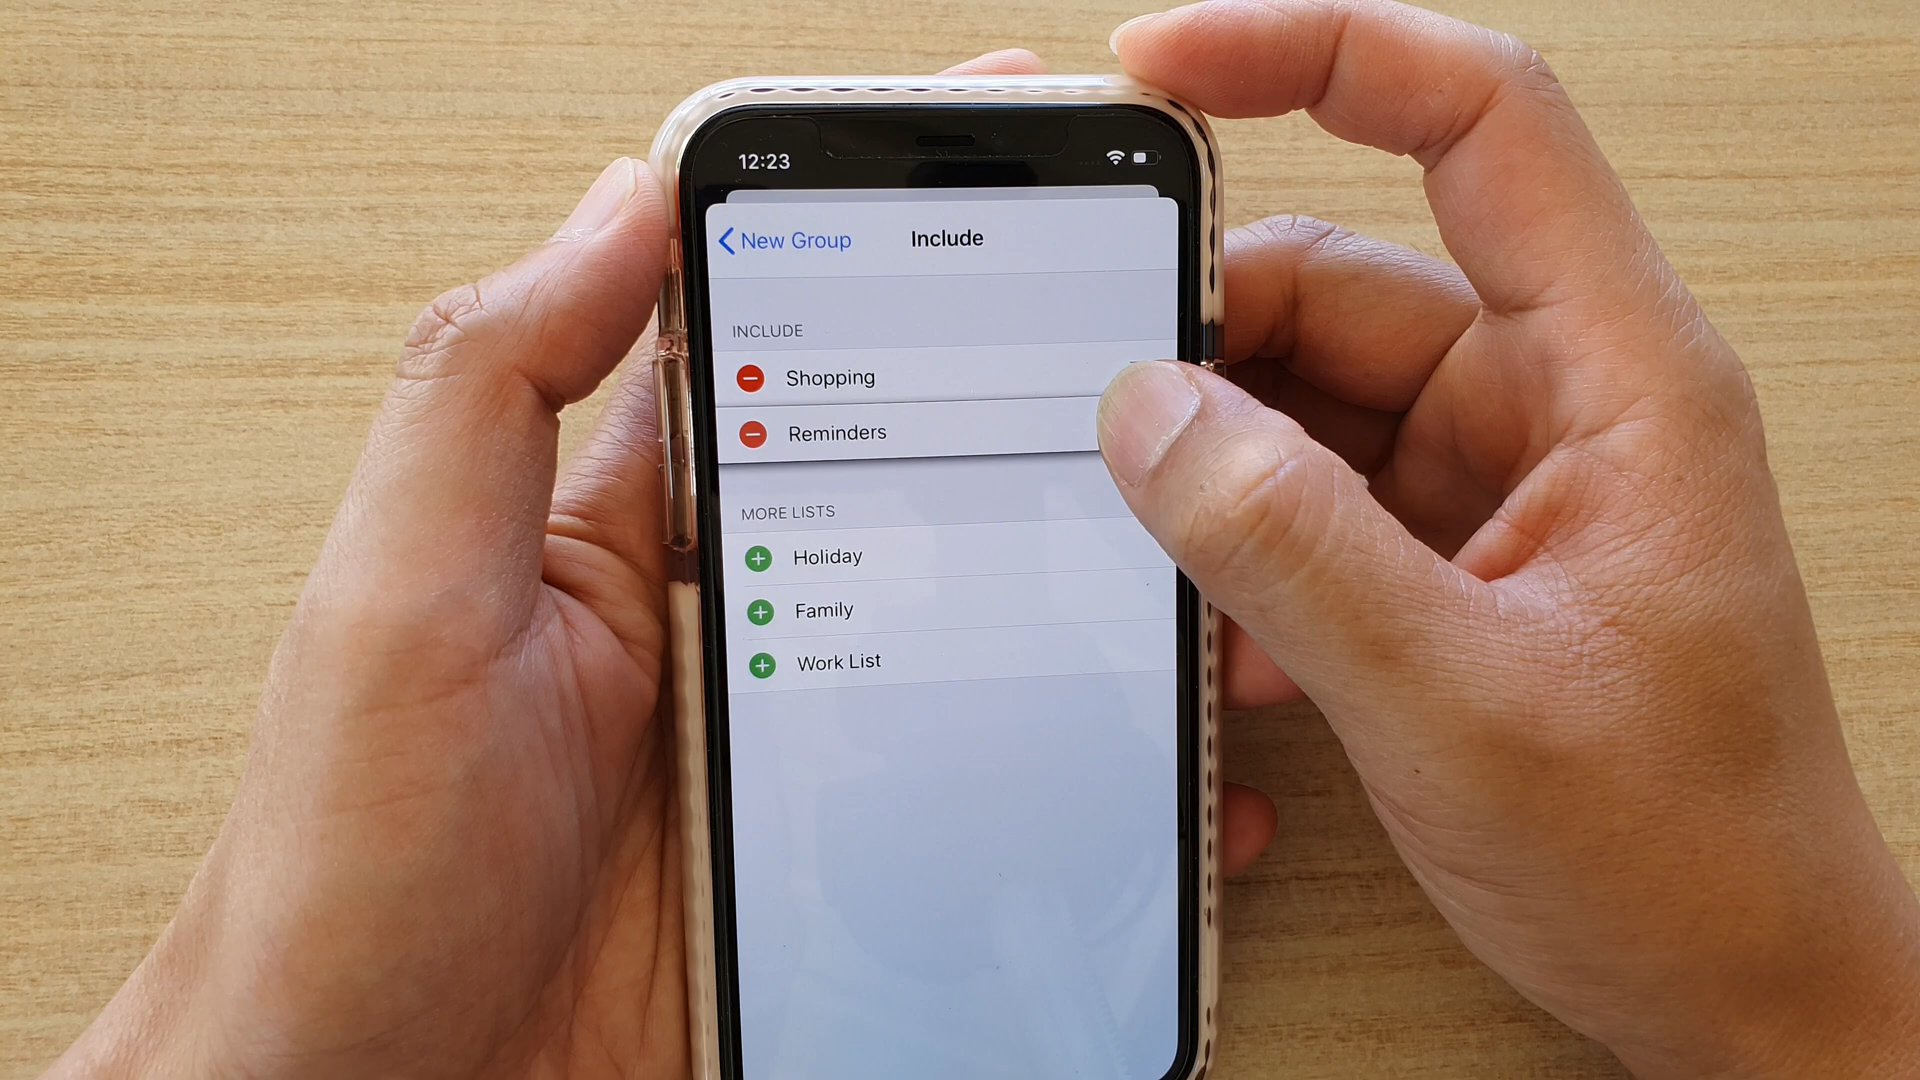 12:23
New Group
Include
INCLUDE
Shopping
Reminders
MORE LISTS
Holiday
Family
Work List